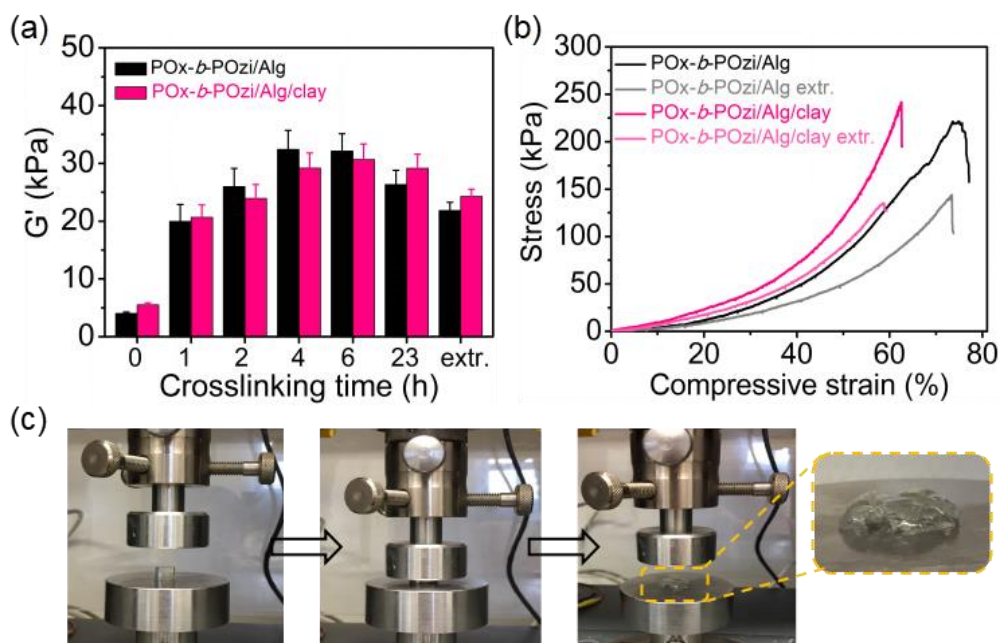 (a)
50
40
30
20
10
0
G' (kPa)
POx-b-POzi/Alg
POx-b-POzi/Alg/clay
0 1 2 4 6 23 extr.
Crosslinking time (h)
(b)
300
250
200
150
100
50
0
Stress (kPa)
POx-b-POzi/Alg
POx-b-POzi/Alg extr.
POx-b-POzi/Alg/clay
POx-b-POzi/Alg/clay extr.
0 20 40 60 80
Compressive strain (%)
(c)